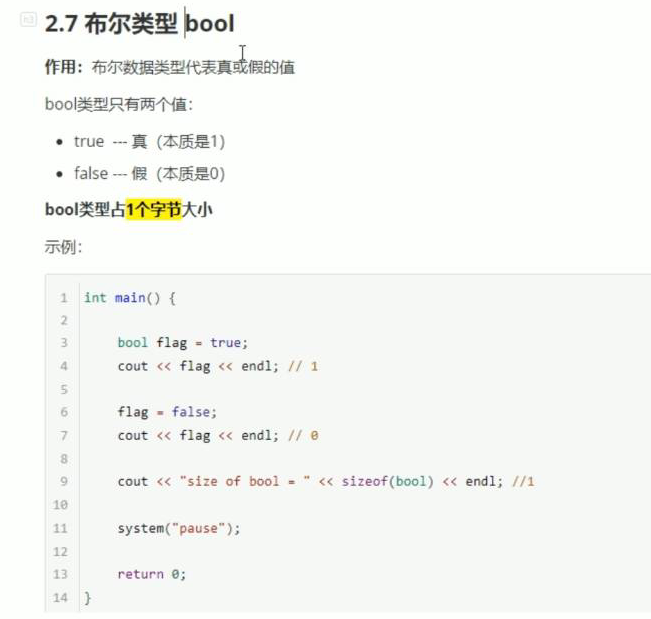 2.7 布尔类型 bool
作用：布尔数据类型代表真或假的值
bool类型只有两个值：
• true --- 真（本质是1）
• false --- 假（本质是0）
bool类型占1个字节大小
示例：
1 int main() {
2
3 bool flag = true;
4 cout << flag << endl; // 1
5
6 flag = false;
7 cout << flag << endl; // 0
8
9 cout << "size of bool = " << sizeof(bool) << endl; //1
10
11 system("pause");
12
13 return 0;
14 }